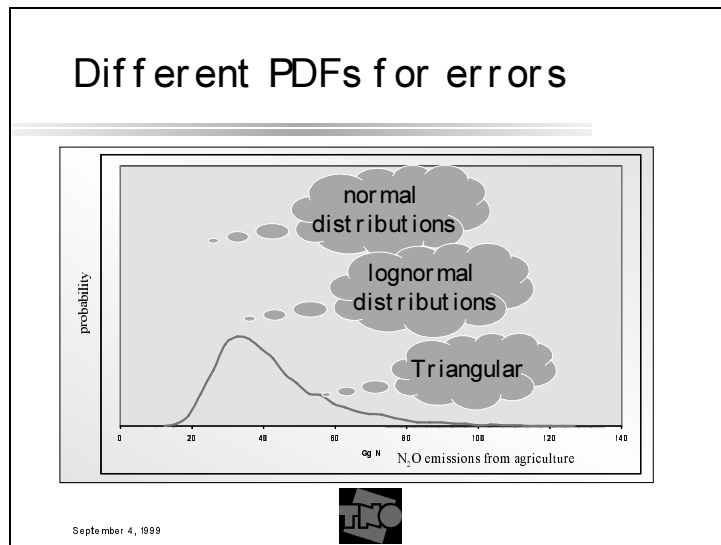 Different PDFs for errors
normal
distributions
lognormal
distributions
Triangular
probability
0 20 40 60 80 100 120 140
Gg N
N₂O emissions from agriculture
September 4, 1999
TNO